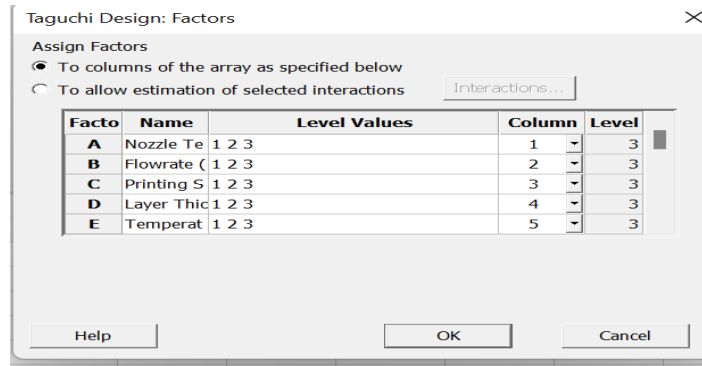 Taguchi Design: Factors
Assign Factors
To columns of the array as specified below
To allow estimation of selected interactions Interactions...
Facto Name Level Values Column Level
A Nozzle Te 1 2 3 1 3
B Flowrate ( 1 2 3 2 3
C Printing S 1 2 3 3 3
D Layer Thic 1 2 3 4 3
E Temperat 1 2 3 5 3
Help OK Cancel